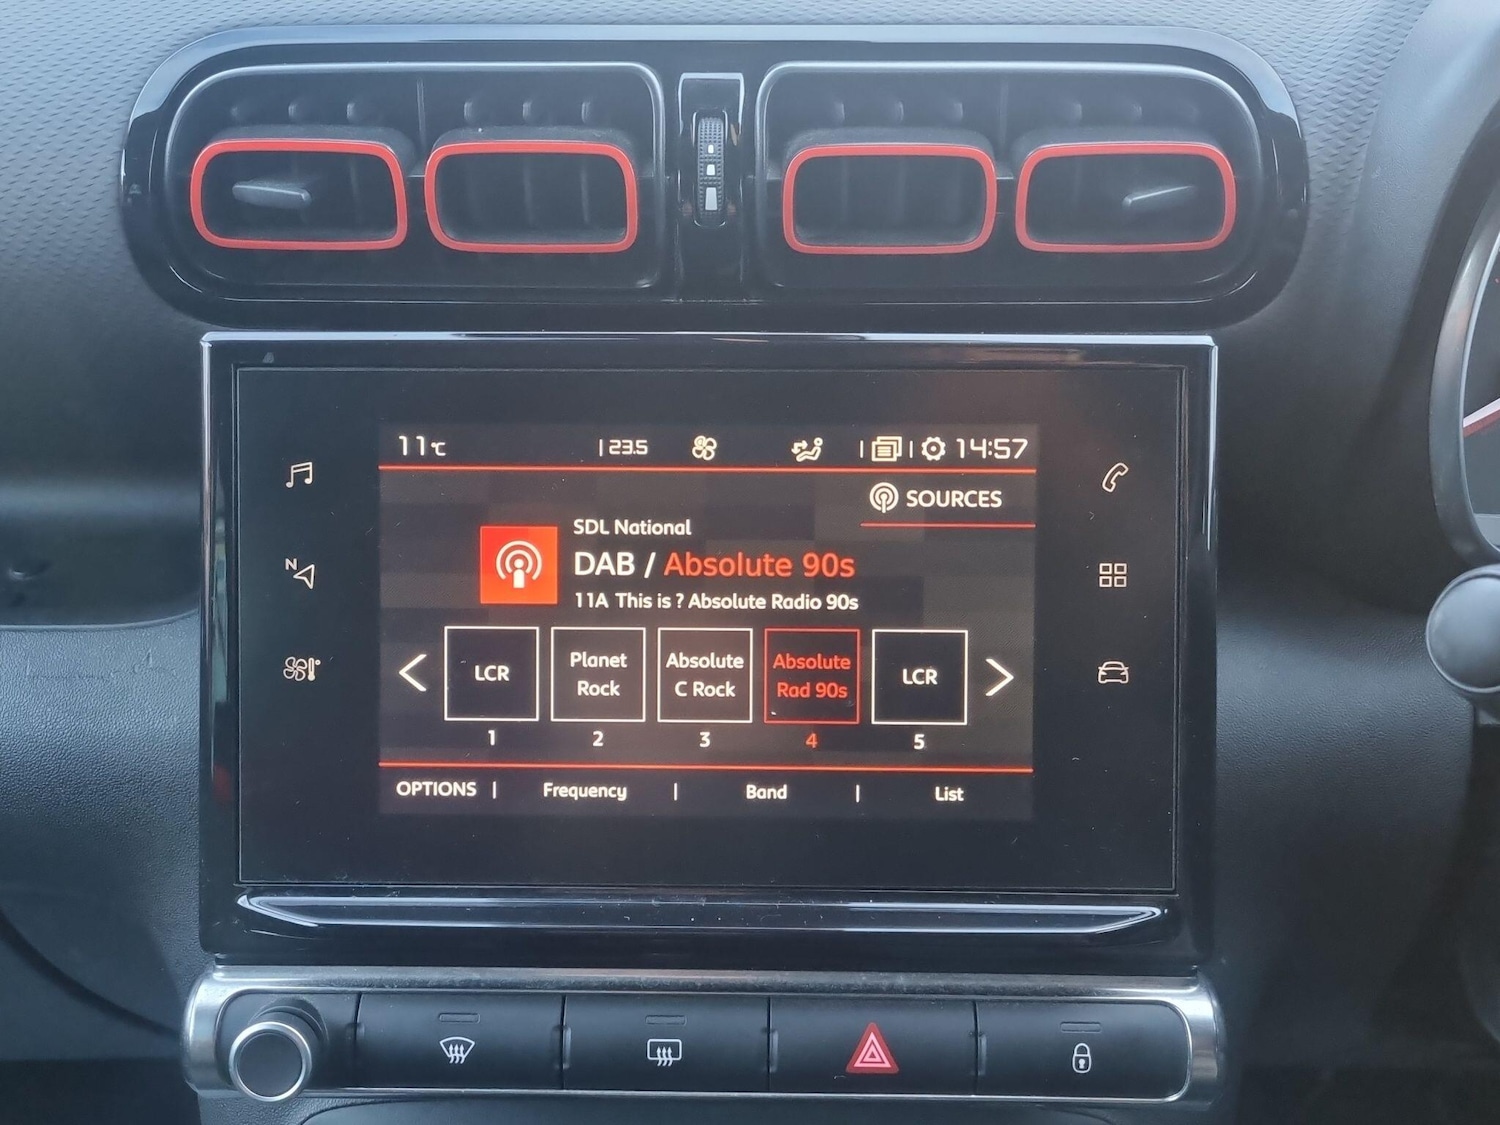 11°C | 23.5 | | 14:57
SOURCES
SDL National
DAB / Absolute 90s
11A This is ? Absolute Radio 90s
LCR
Planet
Rock
Absolute
C Rock
Absolute
Rad 90s
LCR
1 2 3 4 5
OPTIONS | Frequency | Band | List
N